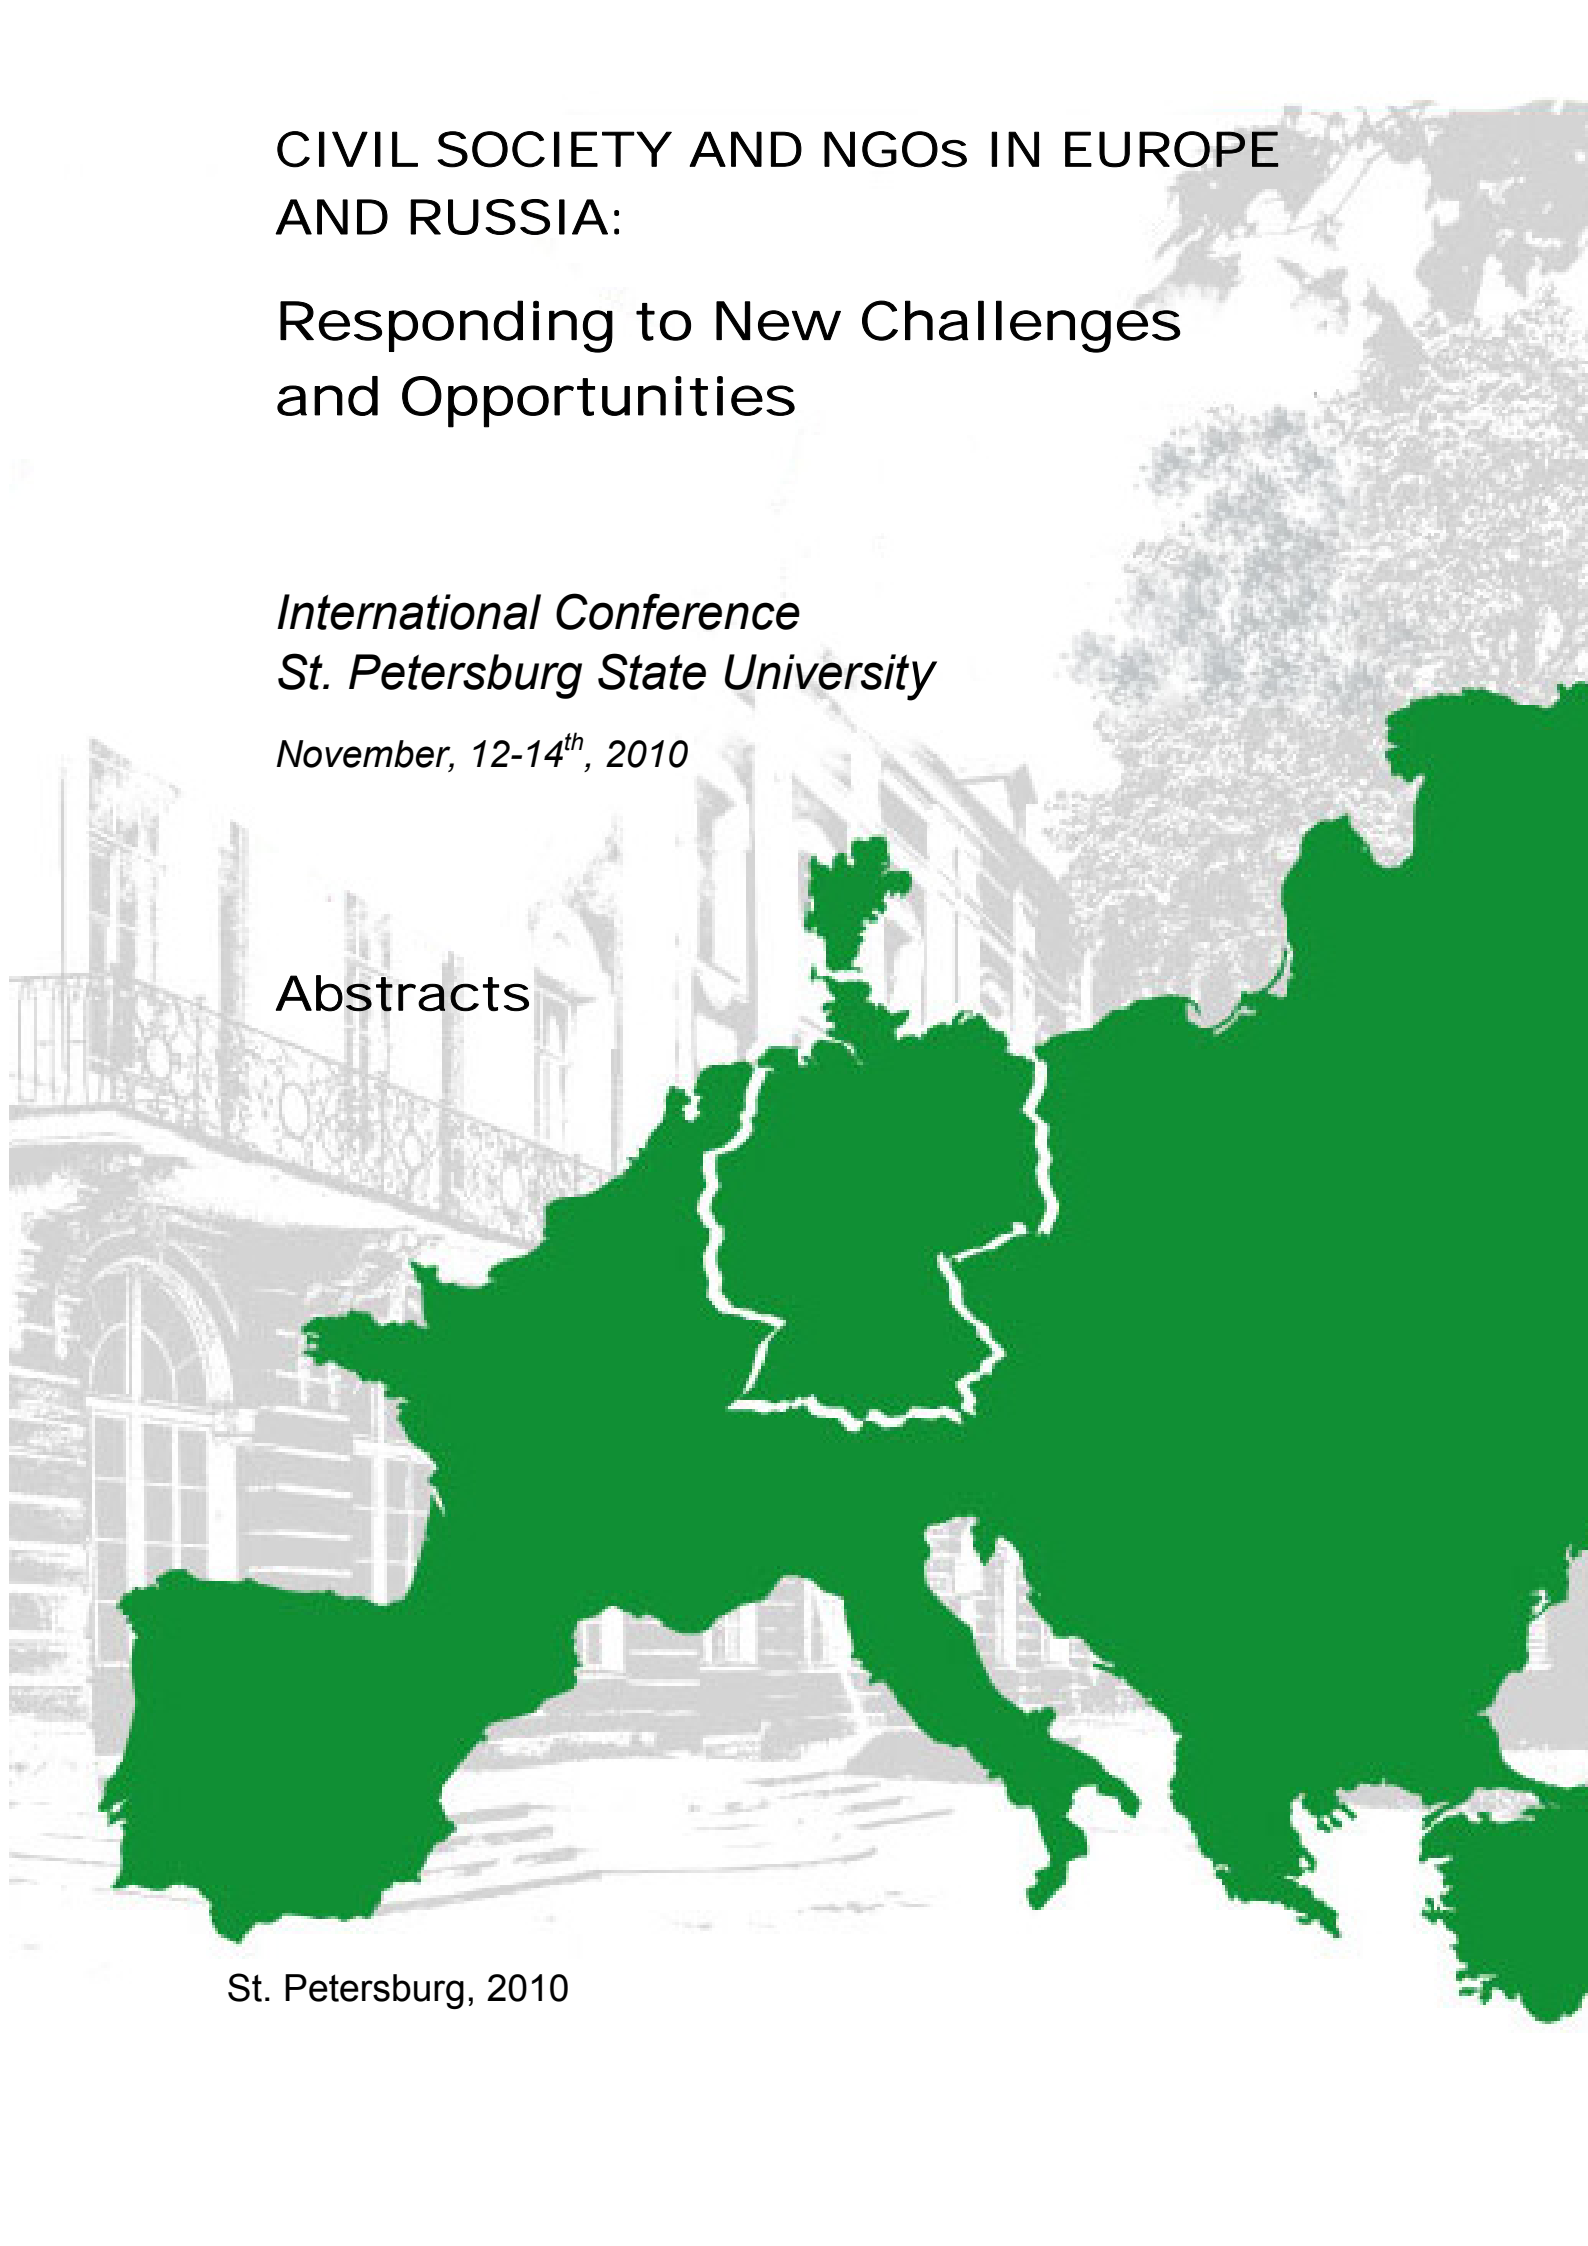 CIVIL SOCIETY AND NGOs IN EUROPE
AND RUSSIA:
Responding to New Challenges
and Opportunities
International Conference
St. Petersburg State University
November, 12-14th, 2010
Abstracts
St. Petersburg, 2010